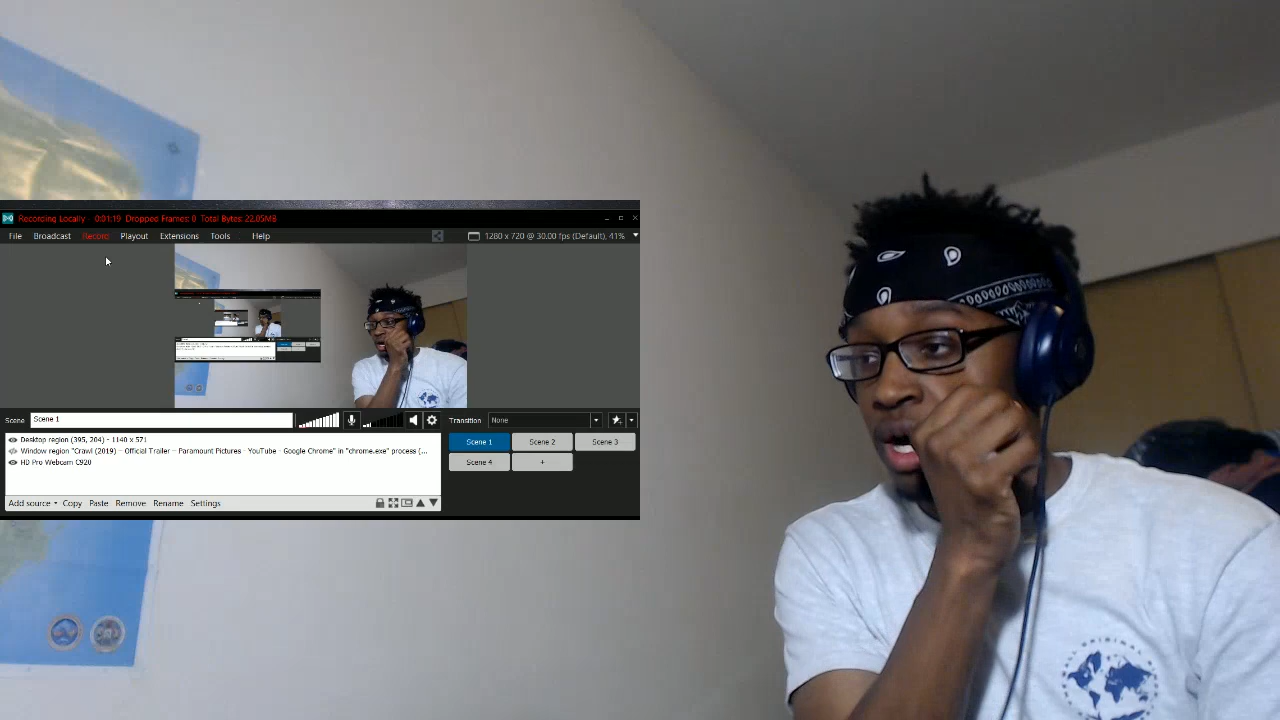 Recording Locally - 0:01:19 Dropped Frames: 0 Total Bytes: 22.05MB
File Broadcast Record Playout Extensions Tools Help 1280 x 720 @ 30.00 fps (Default), 41%
Scene Scene 1 Transition None
Desktop region (395, 204) - 1140 x 571
Window region "Crawl (2019) - Official Trailer - Paramount Pictures - YouTube - Google Chrome" in "chrome.exe" process (...
HD Pro Webcam C920
Scene 1 Scene 2 Scene 3
Scene 4 +
Add source Copy Paste Remove Rename Settings